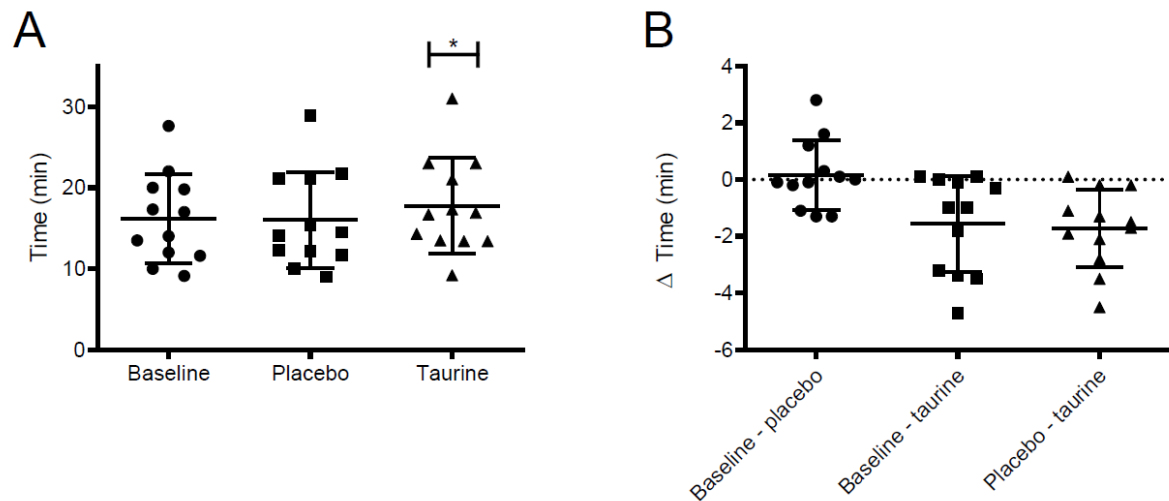 A
B
*
Time (min)
30
20
10
0
Baseline
Placebo
Taurine
Δ Time (min)
4
2
0
-2
-4
-6
Baseline - placebo
Baseline - taurine
Placebo - taurine